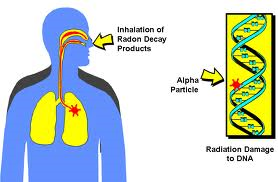 Inhalation of
Radon Decay
Products
Alpha
Particle
Radiation Damage
to DNA